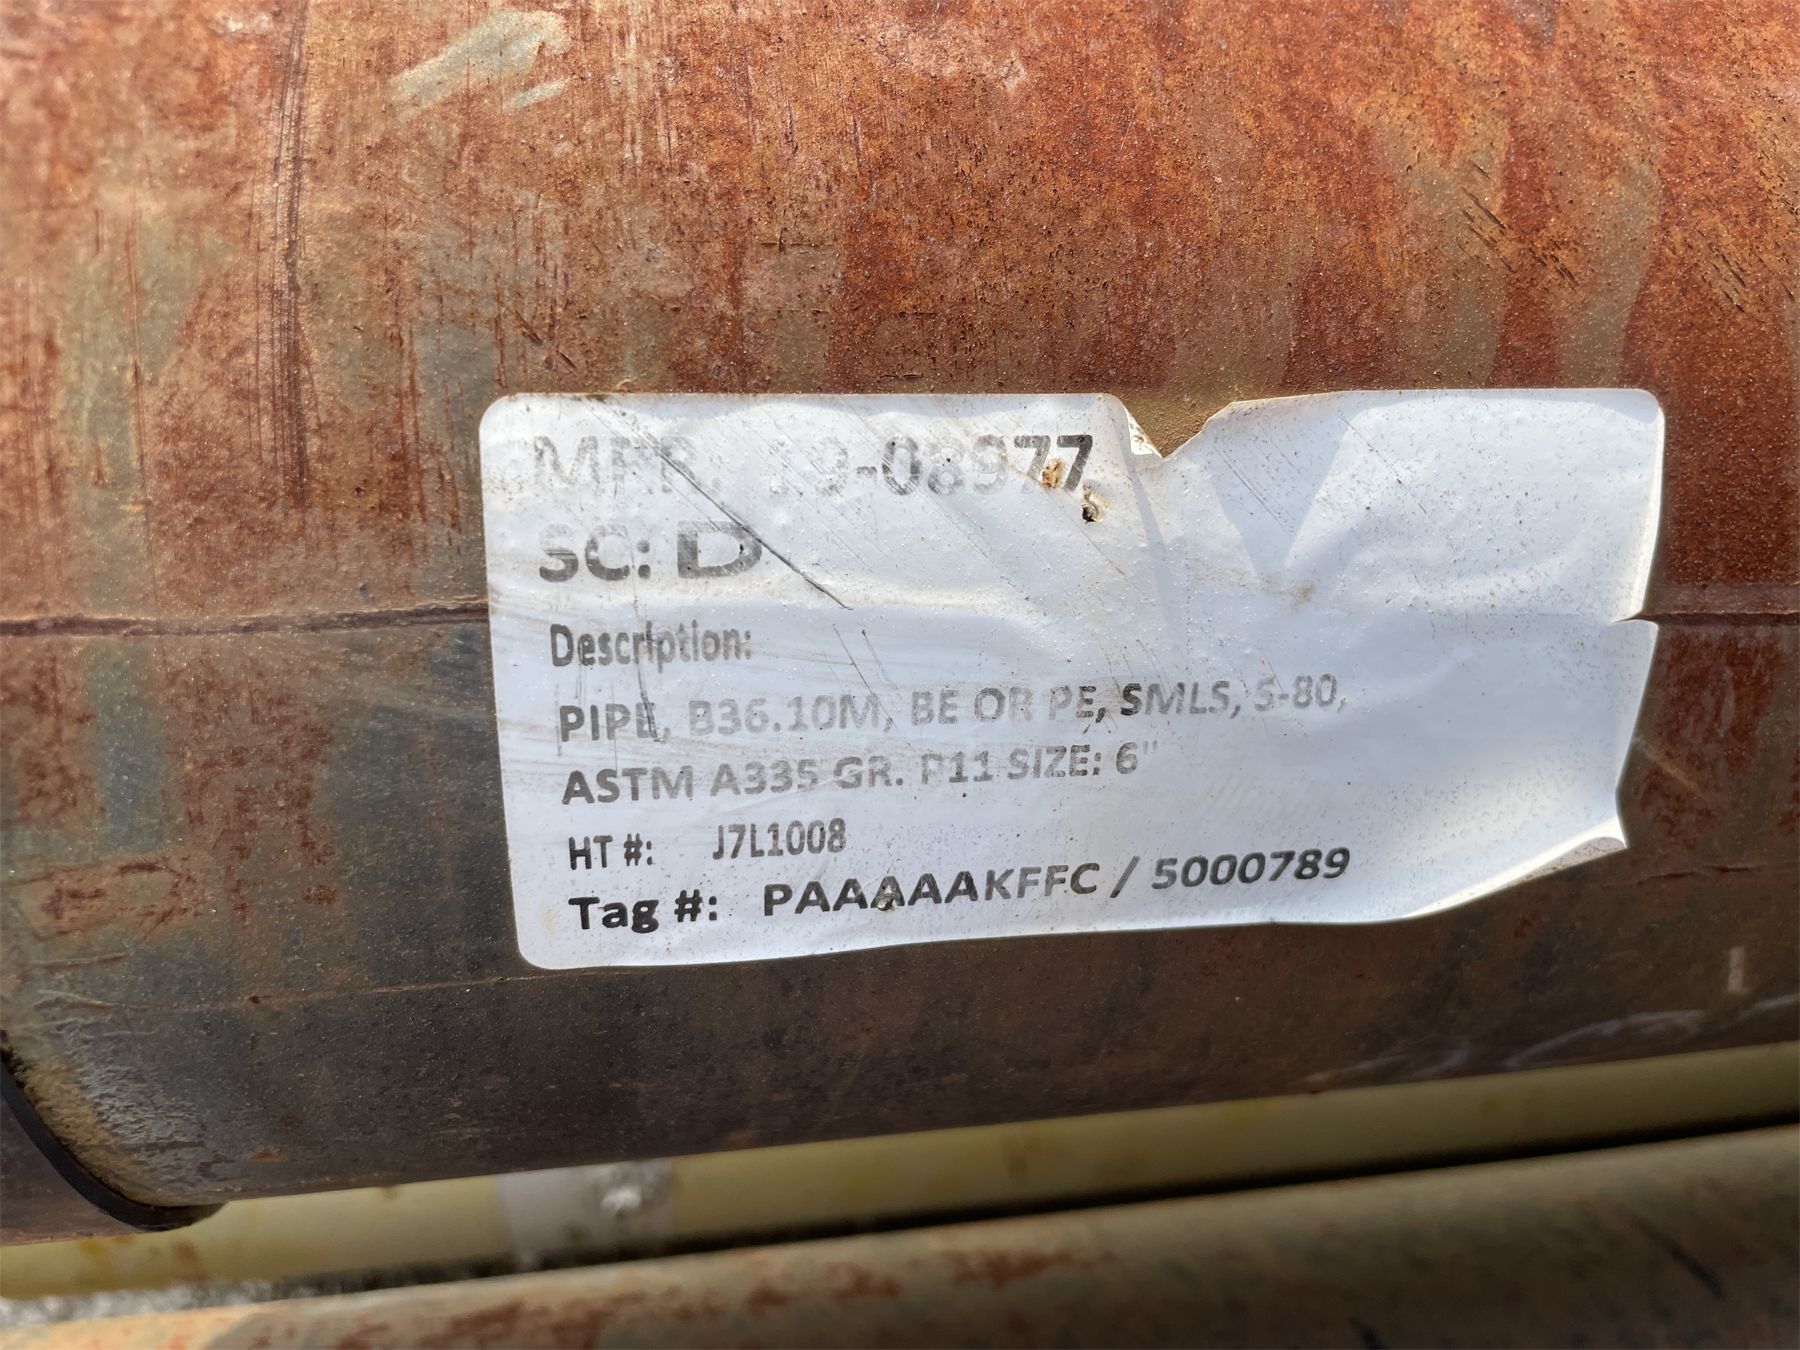 MRR: 19-08977
SC: D
Description:
PIPE, B36.10M, BE OR PE, SMLS, S-80,
ASTM A335 GR. P11 SIZE: 6"
HT #: J7L1008
Tag #: PAAAAAKFFC / 5000789